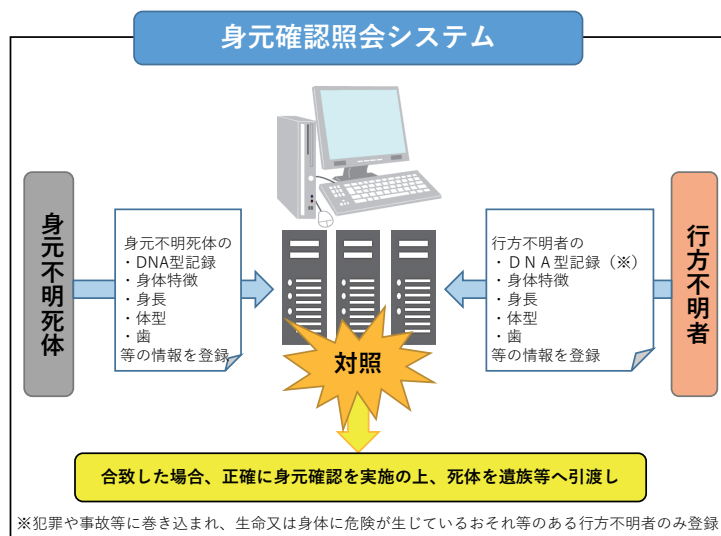 身元確認照会システム
身元不明死体
身元不明死体の
・DNA型記録
・身体特徴
・身長
・体型
・歯
等の情報を登録
行方不明者の
・ＤＮＡ型記録（※）
・身体特徴
・身長
・体型
・歯
等の情報を登録
行方不明者
対照
合致した場合、正確に身元確認を実施の上、死体を遺族等へ引渡し
※犯罪や事故等に巻き込まれ、生命又は身体に危険が生じているおそれ等のある行方不明者のみ登録